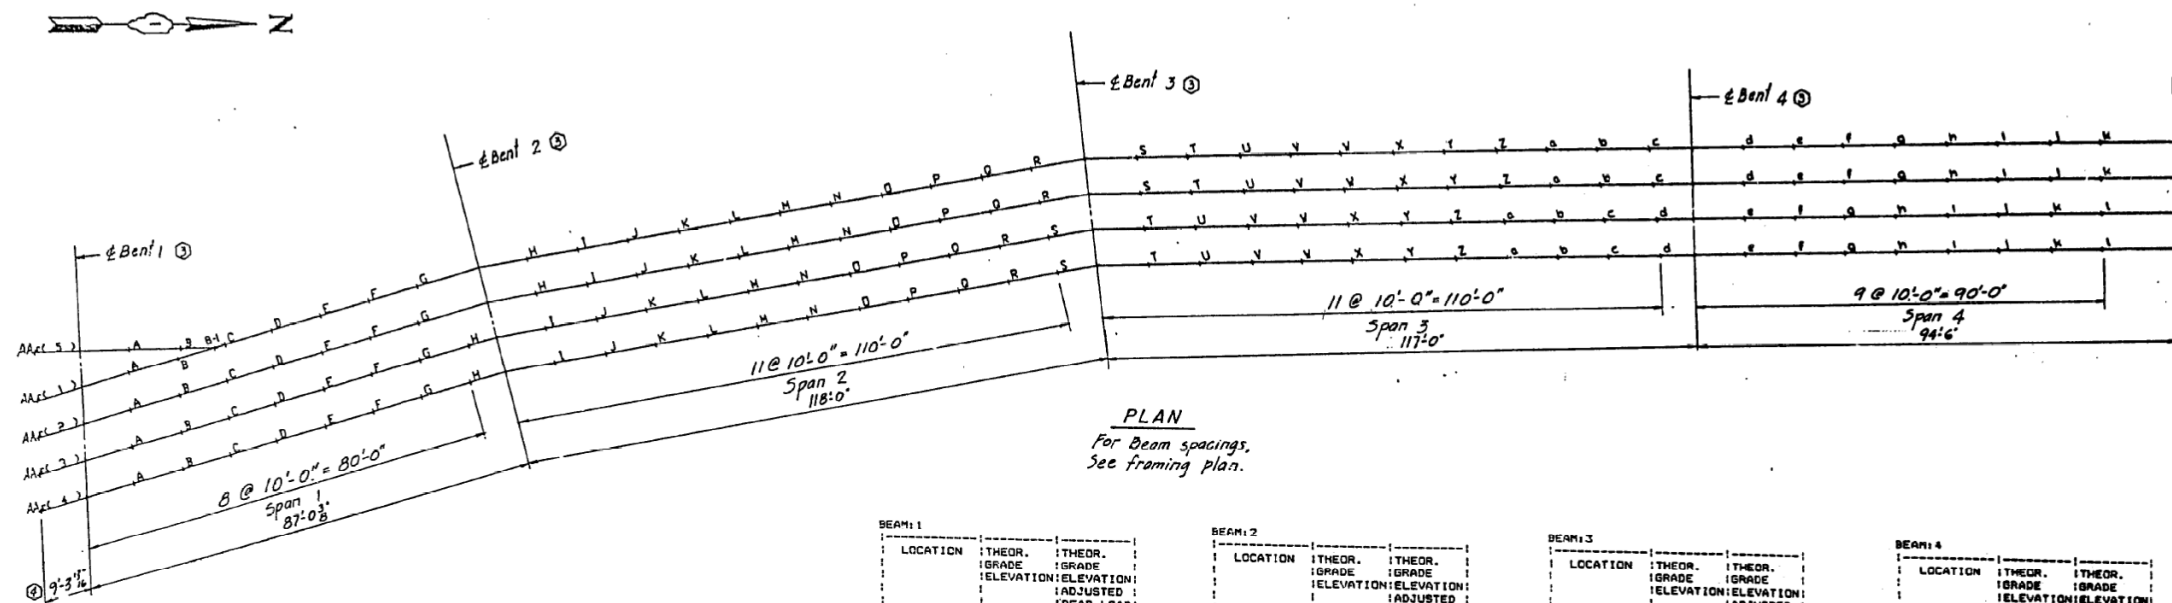 N
℄ Bent 1 ③
℄ Bent 2 ③
℄ Bent 3 ③
℄ Bent 4 ③
H I J K L M N O P Q R
S T U V V X Y Z a b c
d e f g h i j k
H I J K L M N O P Q R
S T U V V X Y Z a b c
d e f g h i j k
I J K L M N O P Q R S
T U V V X Y Z a b c d
e f g h i j k l
I J K L M N O P Q R S
T U V V X Y Z a b c d
e f g h i j k l
5) A B B-1 C D E F G
1) A B
2) A B C D E F G
3) A B C D E F G H
4) A B C D E F G H
8 @ 10'-0" = 80'-0"
Span 1
87'-0 3/8"
④ 9'-3 13/16"
11 @ 10'-0" = 110'-0"
Span 2
118'-0"
11 @ 10'-0" = 110'-0"
Span 3
117'-0"
9 @ 10'-0" = 90'-0"
Span 4
94'-6"
PLAN
For Beam spacings,
See framing plan.
BEAM: 1
LOCATION THEOR. THEOR.
GRADE GRADE
ELEVATION ELEVATION
ADJUSTED
BEAM: 2
LOCATION THEOR. THEOR.
GRADE GRADE
ELEVATION ELEVATION
ADJUSTED
BEAM: 3
LOCATION THEOR. THEOR.
GRADE GRADE
ELEVATION ELEVATION
BEAM: 4
LOCATION THEOR. THEOR.
GRADE GRADE
ELEVATION ELEVATION